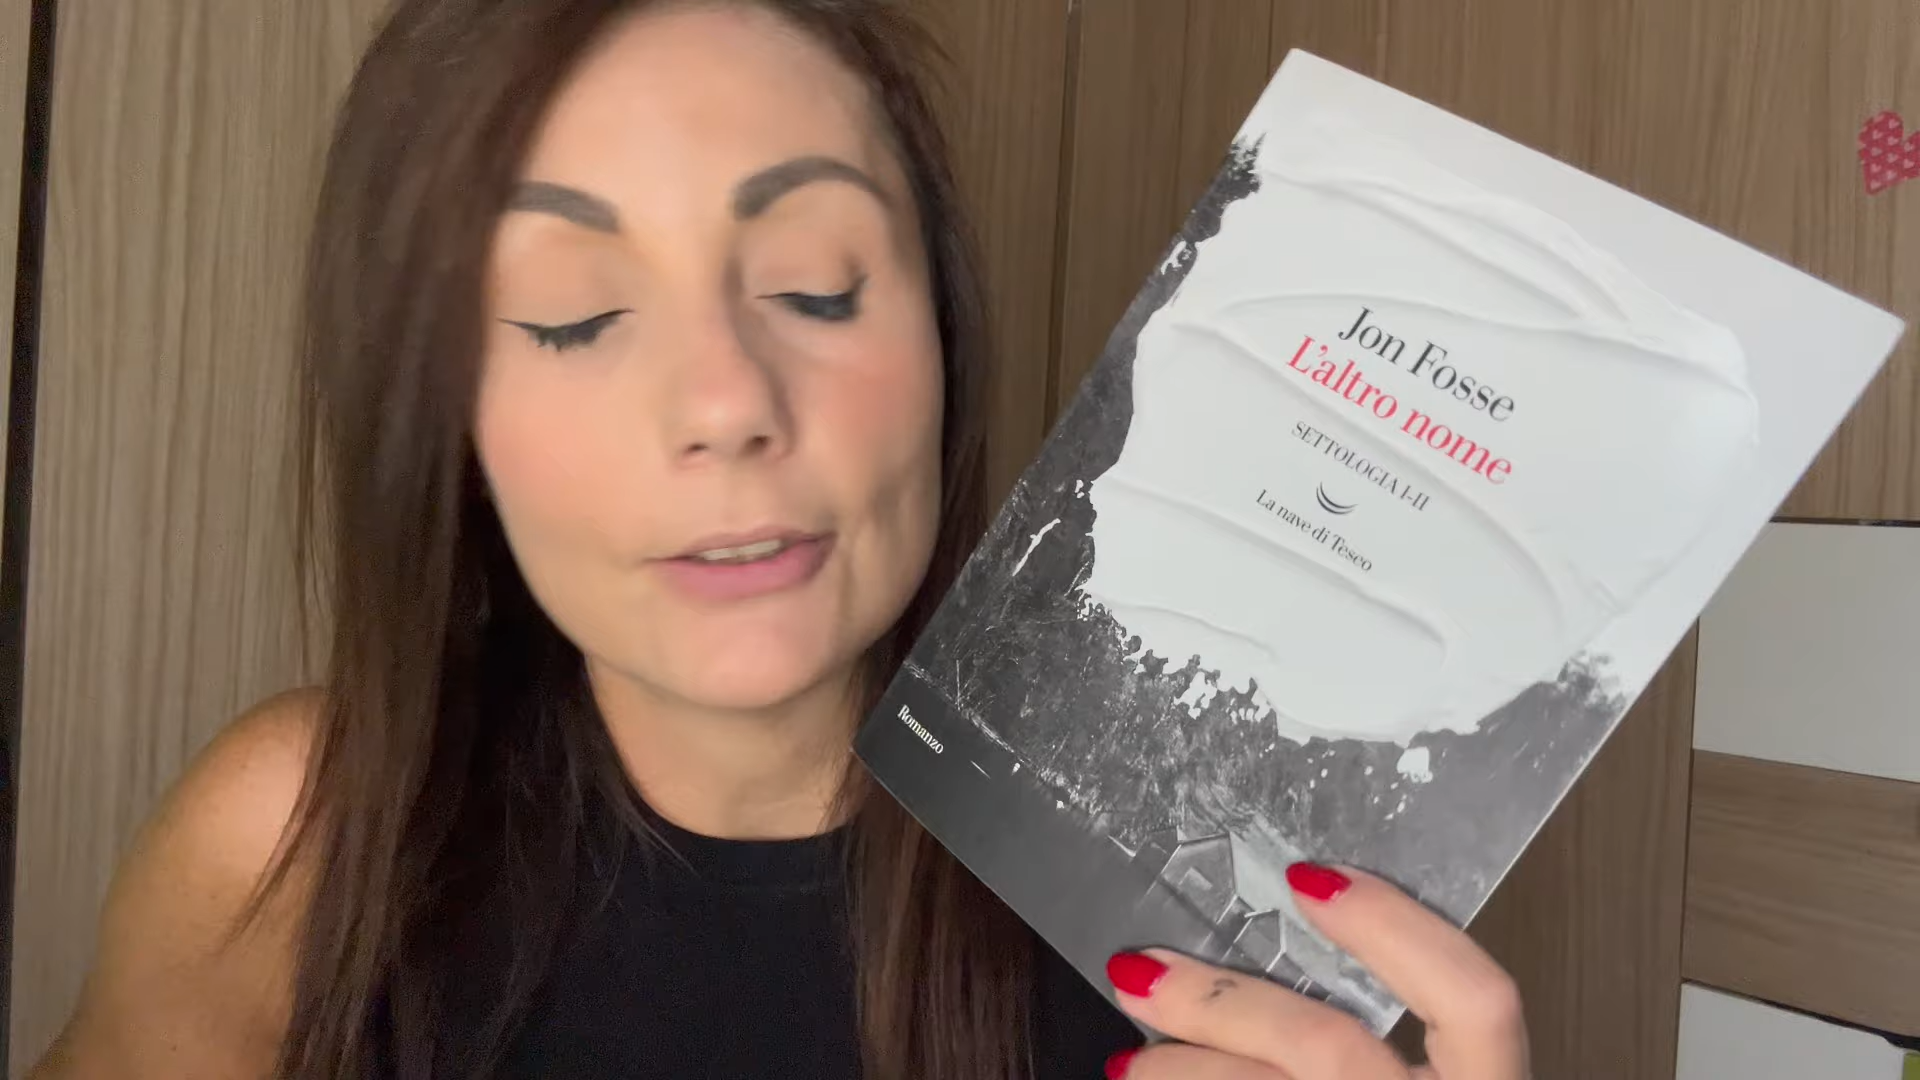 Jon Fosse
L'altro nome
SETTOLOGIA I-II
La nave di Teseo
Romanzo